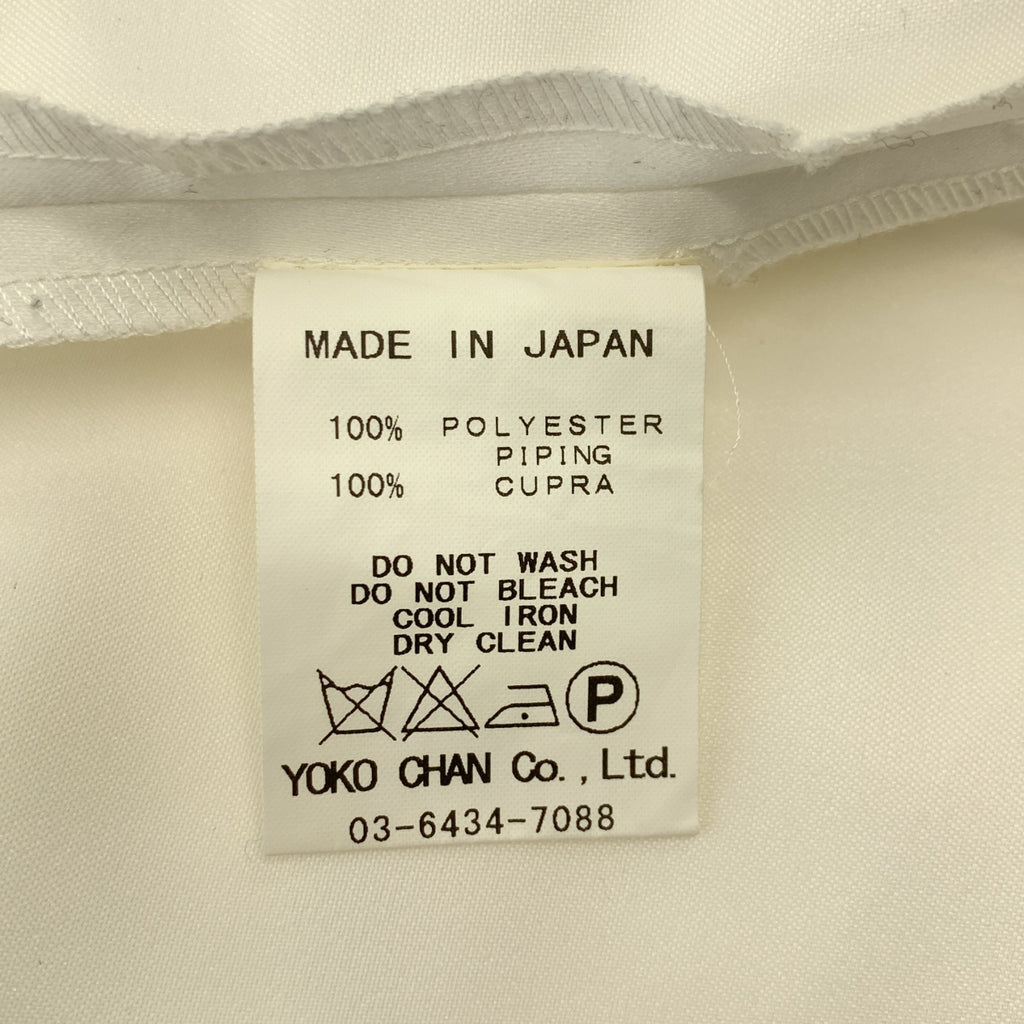 MADE IN JAPAN
100% POLYESTER
PIPING
100% CUPRA
DO NOT WASH
DO NOT BLEACH
COOL IRON
DRY CLEAN
P
YOKO CHAN Co.,Ltd.
03-6434-7088